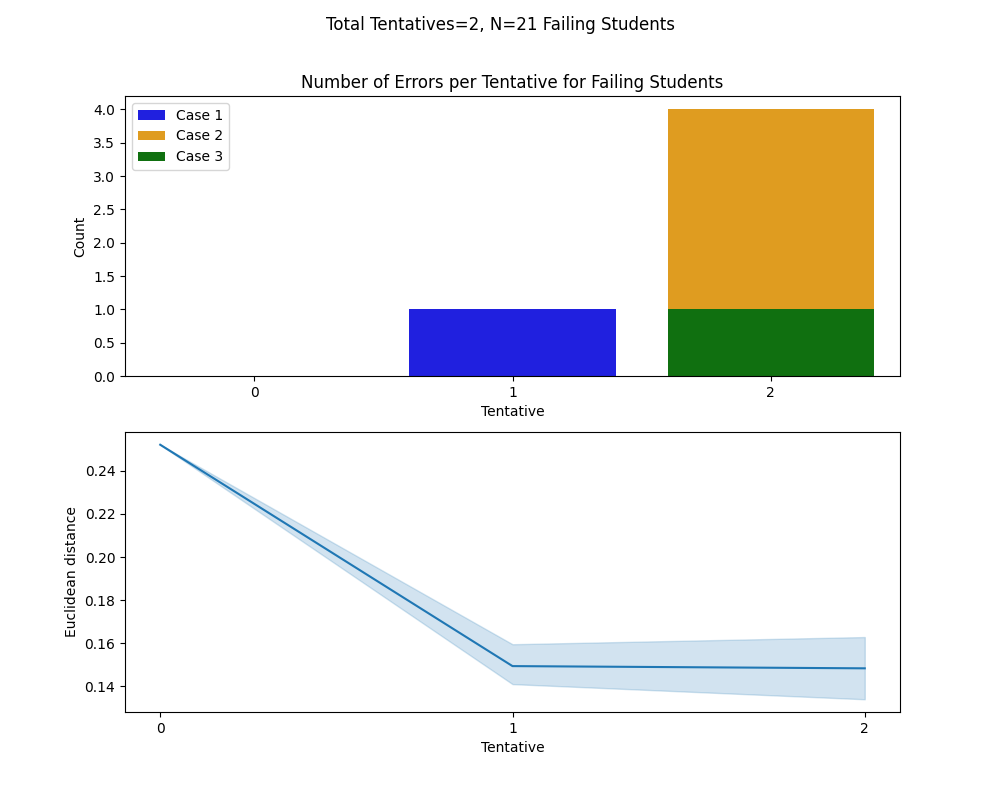 Total Tentatives=2, N=21 Failing Students
Number of Errors per Tentative for Failing Students
4.0
3.5
3.0
2.5
2.0
1.5
1.0
0.5
0.0
Count
Case 1
Case 2
Case 3
0 1 2
Tentative
0.24
0.22
0.20
0.18
0.16
0.14
Euclidean distance
0 1 2
Tentative